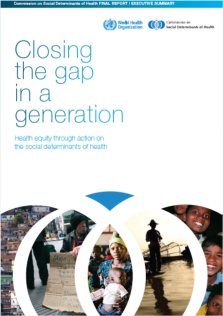 Commission on Social Determinants of Health FINAL REPORT | EXECUTIVE SUMMARY
World Health
Organization
Commission on
Social Determinants of Health
Closing
the gap
in a
generation
Health equity through action on
the social determinants of health